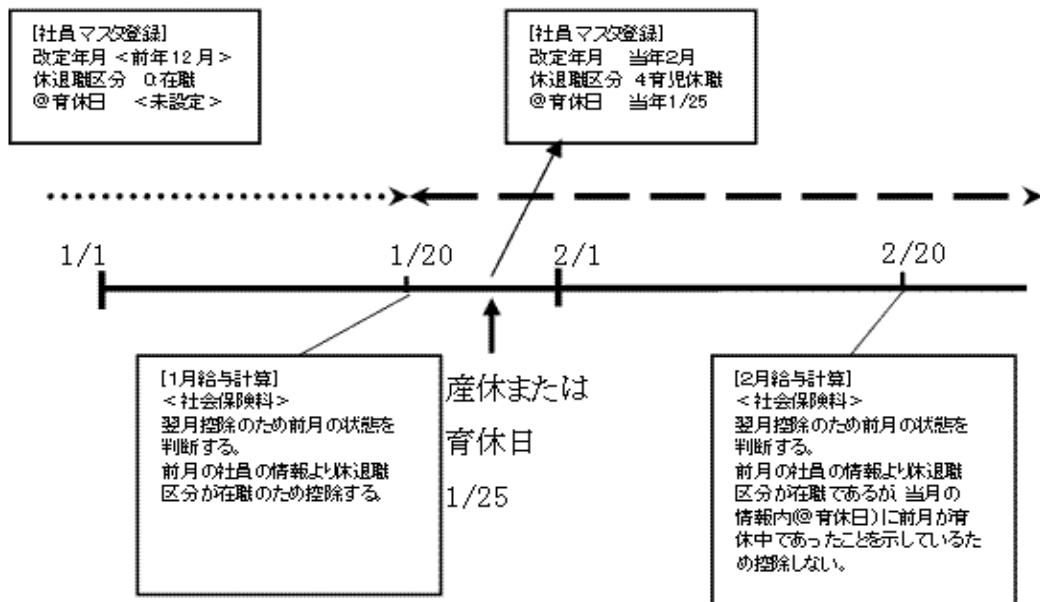 [社員マスタ登録]
改定年月 <前年12月>
休退職区分 0:在職
@育休日 <未設定>
[社員マスタ登録]
改定年月 当年2月
休退職区分 4育児休職
@育休日 当年1/25
1/1
1/20
2/1
2/20
[1月給与計算]
<社会保険料>
翌月控除のため前月の状態を
判断する。
前月の社員の情報より休退職
区分が在職のため控除する。
産休または
育休日
1/25
[2月給与計算]
<社会保険料>
翌月控除のため前月の状態を
判断する。
前月の社員の情報より休退職
区分が在職であるが、当月の
情報内(@育休日)に前月が育
休中であったことを示しているた
め控除しない。